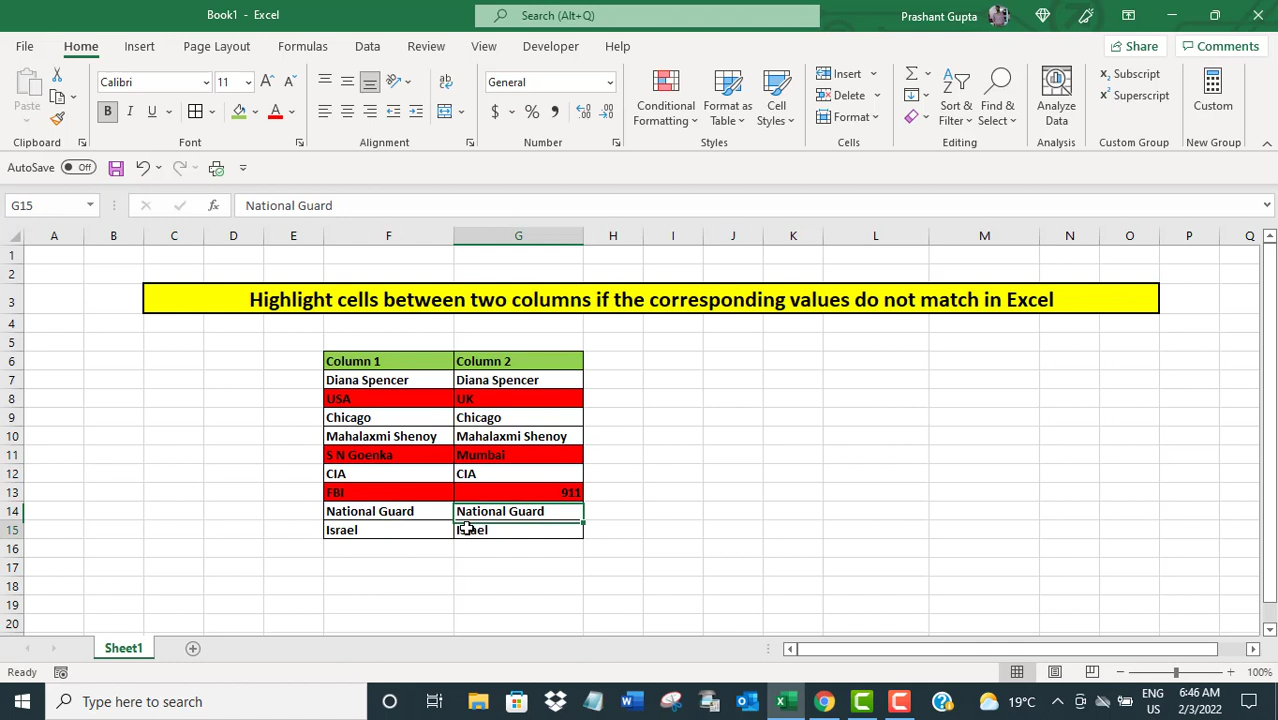 Book1 - Excel
Search (Alt+Q)
Prashant Gupta
File Home Insert Page Layout Formulas Data Review View Developer Help
Share Comments
Paste
Calibri 11
General
Conditional Formatting
Format as Table
Cell Styles
Insert
Delete
Format
Sort & Filter
Find & Select
Analyze Data
Subscript
Superscript
Custom
Clipboard Font Alignment Number Styles Cells Editing Analysis Custom Group New Group
AutoSave Off
G15 fx National Guard
A B C D E F G H I J K L M N O P Q
1
2
3 Highlight cells between two columns if the corresponding values do not match in Excel
4
5
6 Column 1 Column 2
7 Diana Spencer Diana Spencer
8 USA UK
9 Chicago Chicago
10 Mahalaxmi Shenoy Mahalaxmi Shenoy
11 S N Goenka Mumbai
12 CIA CIA
13 FBI 911
14 National Guard National Guard
15 Israel Israel
16
17
18
19
20
Sheet1
Ready 100%
Type here to search
19°C
ENG US
6:46 AM
2/3/2022